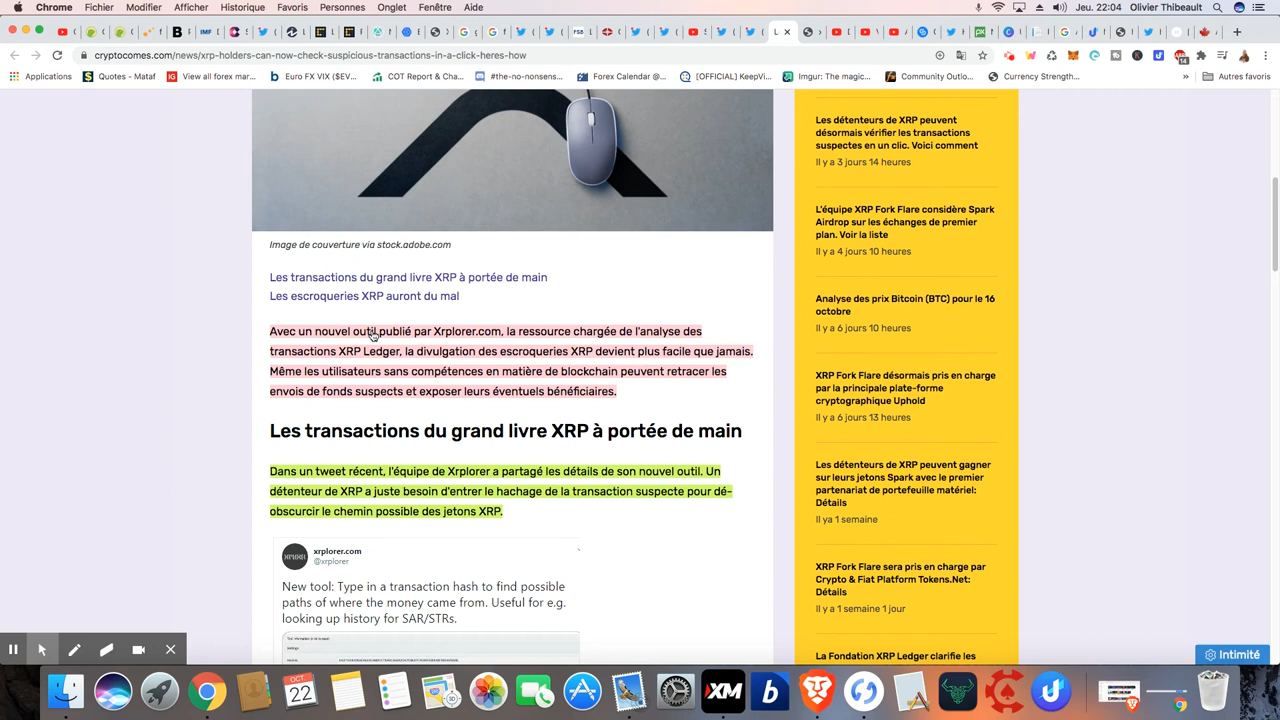 Chrome Fichier Modifier Afficher Historique Favoris Personnes Onglet Fenêtre Aide
Jeu. 22:04 Olivier Thibeault
cryptocomes.com/news/xrp-holders-can-now-check-suspicious-transactions-in-a-click-heres-how
Applications Quotes - Mataf View all forex mar... Euro FX VIX ($EV... COT Report & Cha... #the-no-nonsens... Forex Calendar @... [OFFICIAL] KeepVi... Imgur: The magic... Community Outlo... Currency Strength... » Autres favoris
Image de couverture via stock.adobe.com
Les transactions du grand livre XRP à portée de main
Les escroqueries XRP auront du mal
Avec un nouvel outil publié par Xrplorer.com, la ressource chargée de l'analyse des
transactions XRP Ledger, la divulgation des escroqueries XRP devient plus facile que jamais.
Même les utilisateurs sans compétences en matière de blockchain peuvent retracer les
envois de fonds suspects et exposer leurs éventuels bénéficiaires.
Les transactions du grand livre XRP à portée de main
Dans un tweet récent, l'équipe de Xrplorer a partagé les détails de son nouvel outil. Un
détenteur de XRP a juste besoin d'entrer le hachage de la transaction suspecte pour dé-
obscurcir le chemin possible des jetons XRP.
xrplorer.com
@xrplorer
New tool: Type in a transaction hash to find possible
paths of where the money came from. Useful for e.g.
looking up history for SAR/STRs.
Les détenteurs de XRP peuvent
désormais vérifier les transactions
suspectes en un clic. Voici comment
Il y a 3 jours 14 heures
L'équipe XRP Fork Flare considère Spark
Airdrop sur les échanges de premier
plan. Voir la liste
Il y a 4 jours 10 heures
Analyse des prix Bitcoin (BTC) pour le 16
octobre
Il y a 6 jours 10 heures
XRP Fork Flare désormais pris en charge
par la principale plate-forme
cryptographique Uphold
Il y a 6 jours 13 heures
Les détenteurs de XRP peuvent gagner
sur leurs jetons Spark avec le premier
partenariat de portefeuille matériel:
Détails
Il ya 1 semaine
XRP Fork Flare sera pris en charge par
Crypto & Fiat Platform Tokens.Net:
Détails
Il y a 1 semaine 1 jour
La Fondation XRP Ledger clarifie les
Intimité
OCT.
22
XM
b